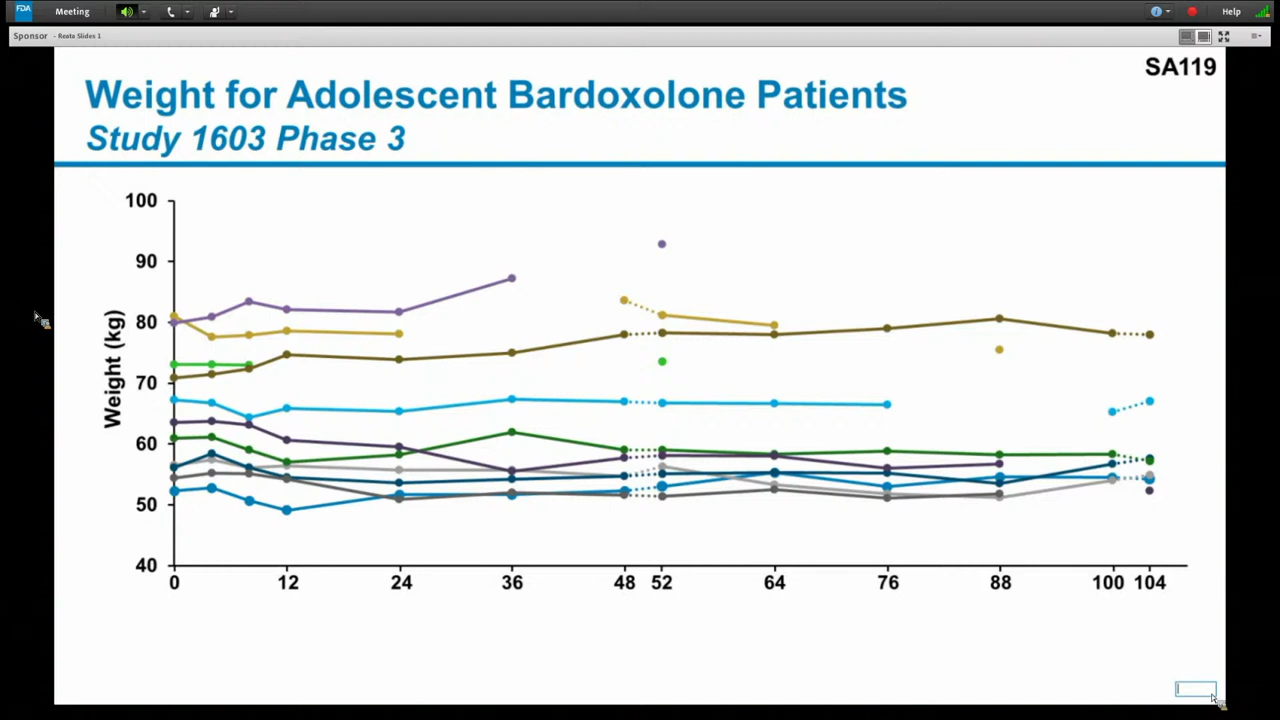 FDA Meeting Help
Sponsor - Reata Slides 1
SA119
Weight for Adolescent Bardoxolone Patients
Study 1603 Phase 3
Weight (kg)
100
90
80
70
60
50
40
0 12 24 36 48 52 64 76 88 100 104